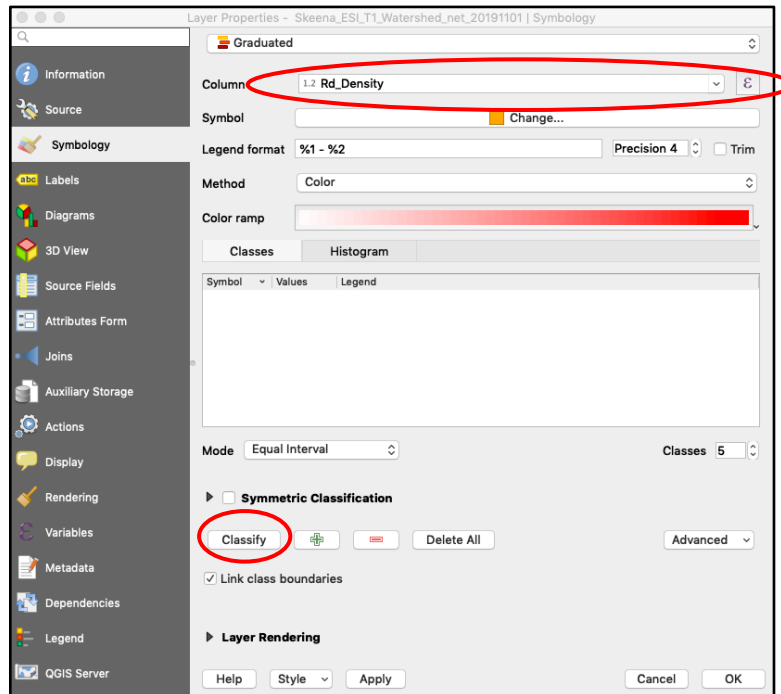 Layer Properties - Skeena_ESI_T1_Watershed_net_20191101 | Symbology
Information
Source
Symbology
abc Labels
Diagrams
3D View
Source Fields
Attributes Form
Joins
Auxiliary Storage
Actions
Display
Rendering
Variables
Metadata
Dependencies
Legend
QGIS Server
Graduated
Column 1.2 Rd_Density ε
Symbol Change...
Legend format %1 - %2 Precision 4 Trim
Method Color
Color ramp
Classes Histogram
Symbol Values Legend
Mode Equal Interval Classes 5
Symmetric Classification
Classify Delete All Advanced
Link class boundaries
Layer Rendering
Help Style Apply Cancel OK